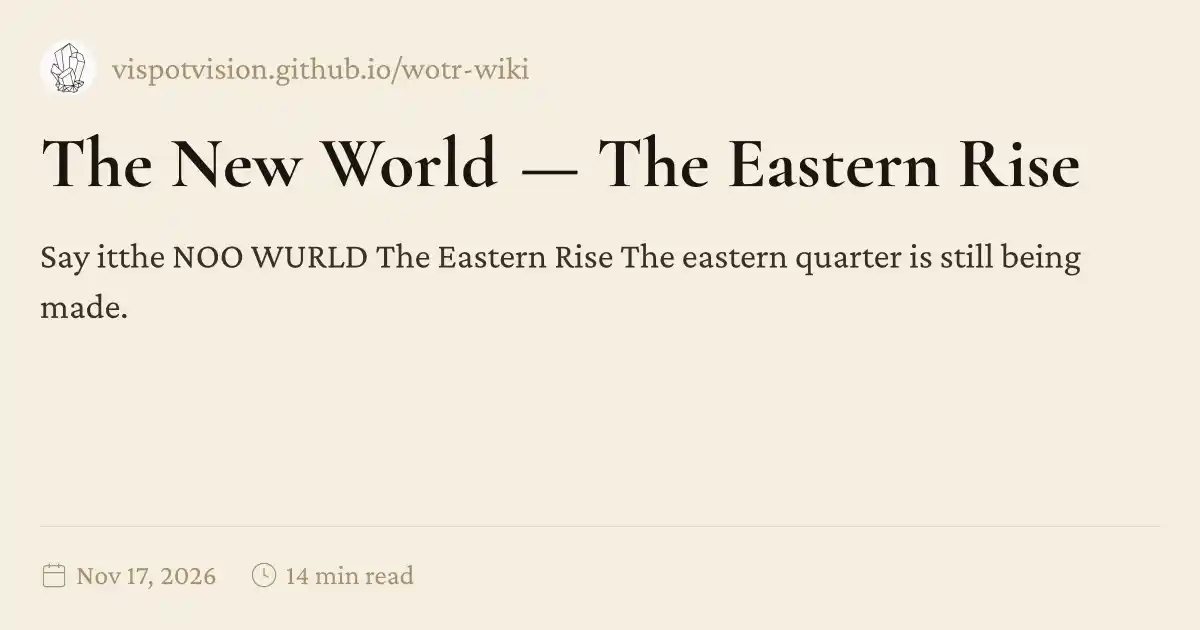 vispotvision.github.io/wotr-wiki
The New World — The Eastern Rise
Say itthe NOO WURLD The Eastern Rise The eastern quarter is still being
made.
Nov 17, 2026
14 min read